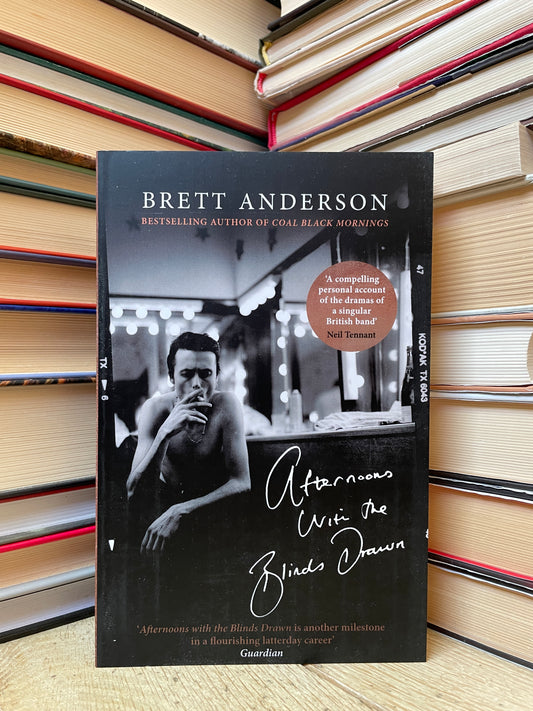 BRETT ANDERSON
BESTSELLING AUTHOR OF COAL BLACK MORNINGS
'A compelling
personal account
of the dramas of
a singular
British band'
Neil Tennant
47
KODAK TX 6043
TX
6
Afternoons
With the
Blinds Drawn
'Afternoons with the Blinds Drawn is another milestone
in a flourishing latterday career'
Guardian